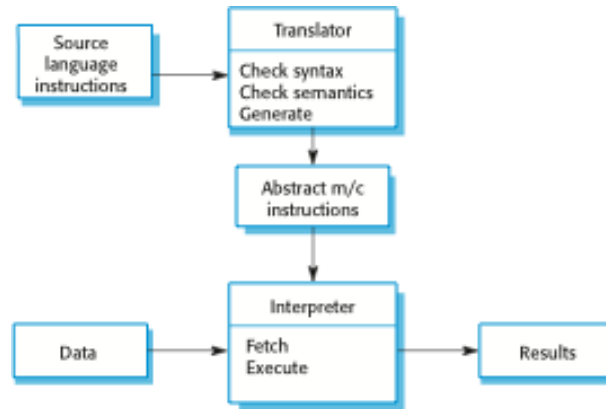 Source
language
instructions
Translator
Check syntax
Check semantics
Generate
Abstract m/c
instructions
Data
Interpreter
Fetch
Execute
Results